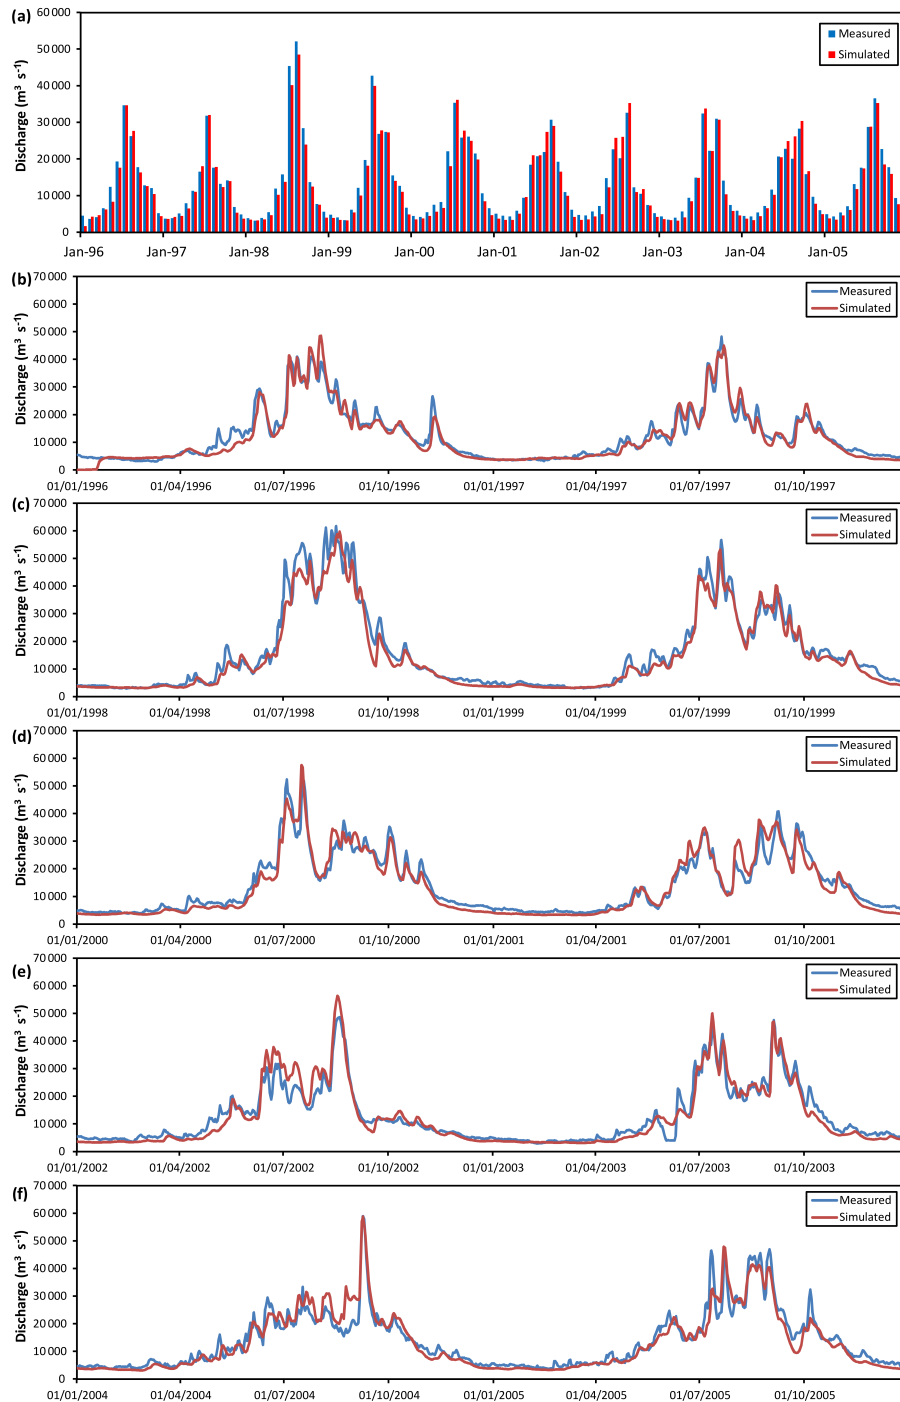 (a)
Discharge (m³ s⁻¹)
60 000
50 000
40 000
30 000
20 000
10 000
0
Measured
Simulated
Jan-96 Jan-97 Jan-98 Jan-99 Jan-00 Jan-01 Jan-02 Jan-03 Jan-04 Jan-05
(b)
Discharge (m³ s⁻¹)
70 000
60 000
50 000
40 000
30 000
20 000
10 000
0
Measured
Simulated
01/01/1996 01/04/1996 01/07/1996 01/10/1996 01/01/1997 01/04/1997 01/07/1997 01/10/1997
(c)
Discharge (m³ s⁻¹)
70 000
60 000
50 000
40 000
30 000
20 000
10 000
0
Measured
Simulated
01/01/1998 01/04/1998 01/07/1998 01/10/1998 01/01/1999 01/04/1999 01/07/1999 01/10/1999
(d)
Discharge (m³ s⁻¹)
70 000
60 000
50 000
40 000
30 000
20 000
10 000
0
Measured
Simulated
01/01/2000 01/04/2000 01/07/2000 01/10/2000 01/01/2001 01/04/2001 01/07/2001 01/10/2001
(e)
Discharge (m³ s⁻¹)
70 000
60 000
50 000
40 000
30 000
20 000
10 000
0
Measured
Simulated
01/01/2002 01/04/2002 01/07/2002 01/10/2002 01/01/2003 01/04/2003 01/07/2003 01/10/2003
(f)
Discharge (m³ s⁻¹)
70 000
60 000
50 000
40 000
30 000
20 000
10 000
0
Measured
Simulated
01/01/2004 01/04/2004 01/07/2004 01/10/2004 01/01/2005 01/04/2005 01/07/2005 01/10/2005